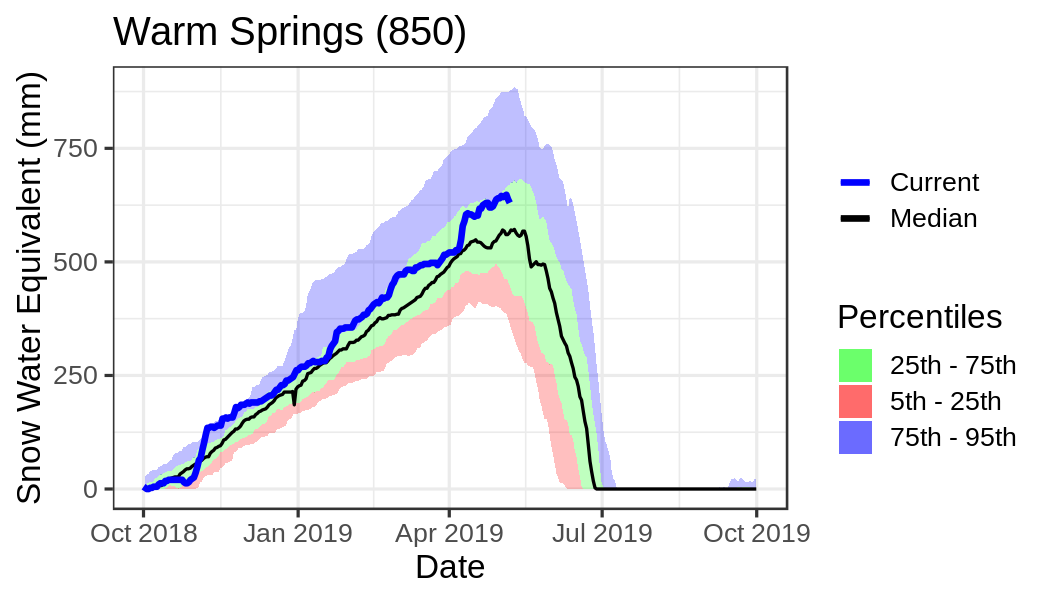 Warm Springs (850)
Snow Water Equivalent (mm)
750
500
250
0
Oct 2018
Jan 2019
Apr 2019
Jul 2019
Oct 2019
Date
Current
Median
Percentiles
25th - 75th
5th - 25th
75th - 95th